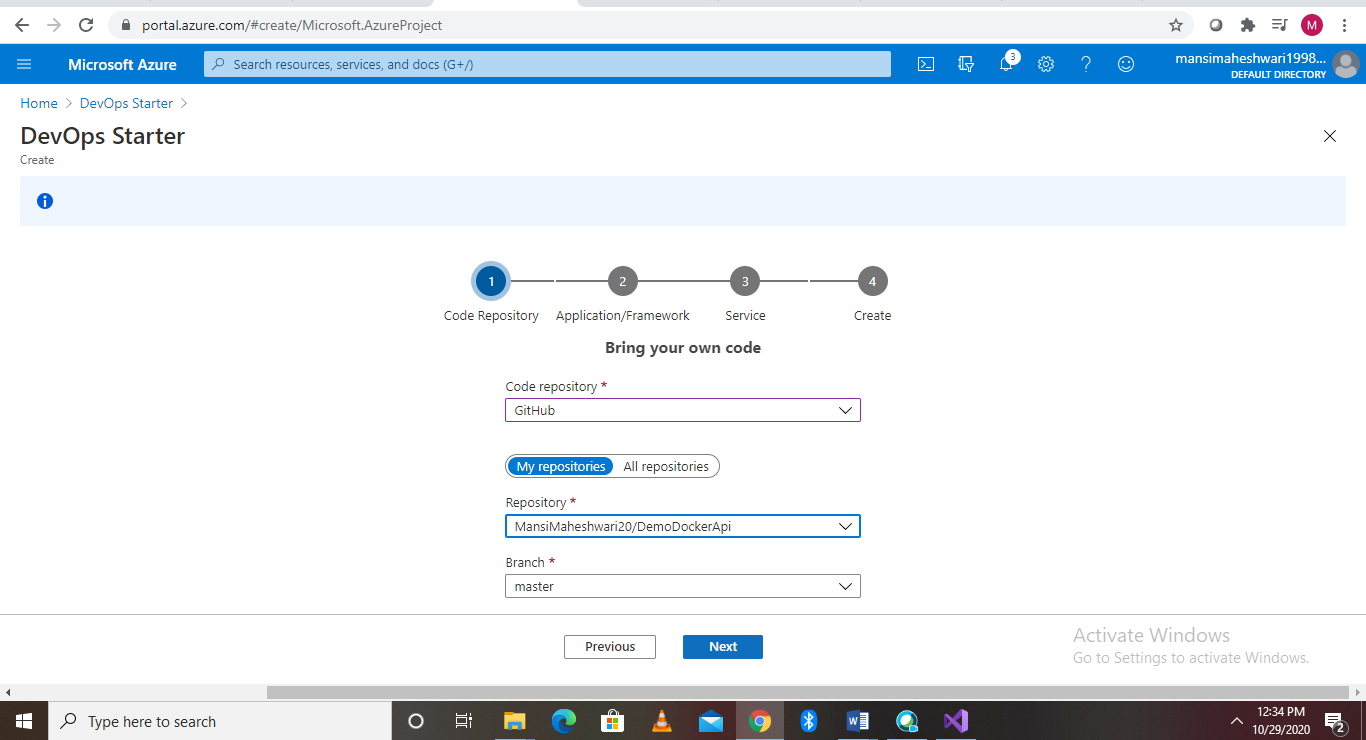 portal.azure.com/#create/Microsoft.AzureProject
M
Microsoft Azure
Search resources, services, and docs (G+/)
3
mansimaheshwari1998...
DEFAULT DIRECTORY
Home > DevOps Starter >
DevOps Starter
Create
1 2 3 4
Code Repository Application/Framework Service Create
Bring your own code
Code repository *
GitHub
My repositories All repositories
Repository *
MansiMaheshwari20/DemoDockerApi
Branch *
master
Previous Next
Activate Windows
Go to Settings to activate Windows.
Type here to search
12:34 PM
10/29/2020
2